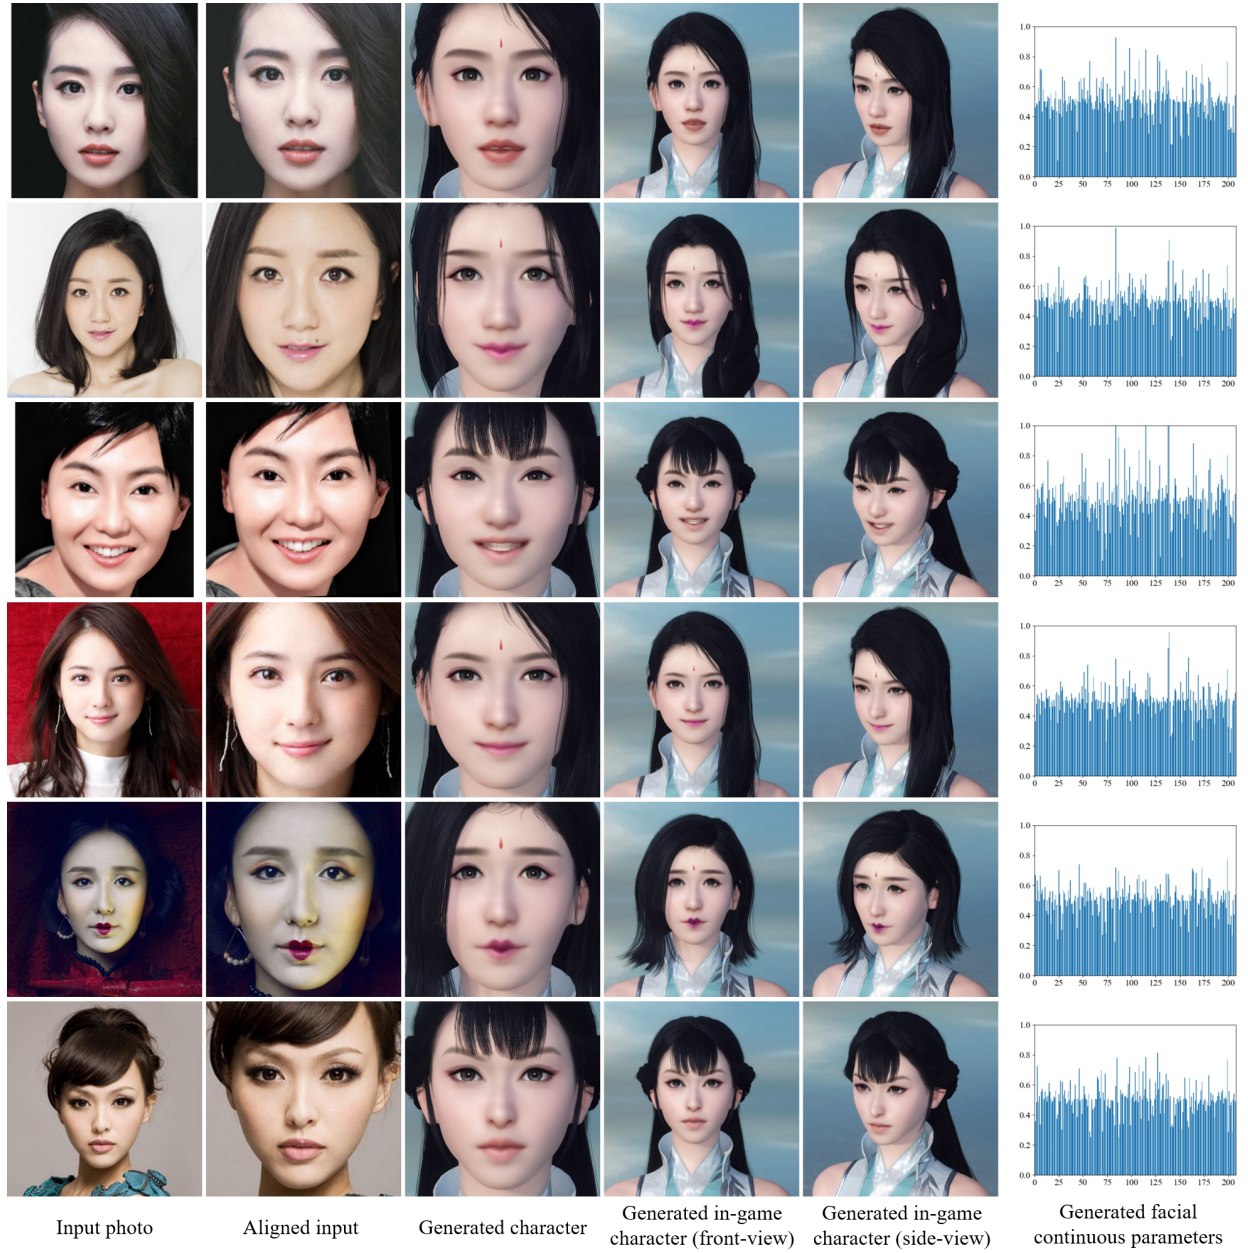 1.0
0.8
0.6
0.4
0.2
0.0
0 25 50 75 100 125 150 175 200
1.0
0.8
0.6
0.4
0.2
0.0
0 25 50 75 100 125 150 175 200
1.0
0.8
0.6
0.4
0.2
0.0
0 25 50 75 100 125 150 175 200
1.0
0.8
0.6
0.4
0.2
0.0
0 25 50 75 100 125 150 175 200
1.0
0.8
0.6
0.4
0.2
0.0
0 25 50 75 100 125 150 175 200
1.0
0.8
0.6
0.4
0.2
0.0
0 25 50 75 100 125 150 175 200
Input photo
Aligned input
Generated character
Generated in-game
character (front-view)
Generated in-game
character (side-view)
Generated facial
continuous parameters